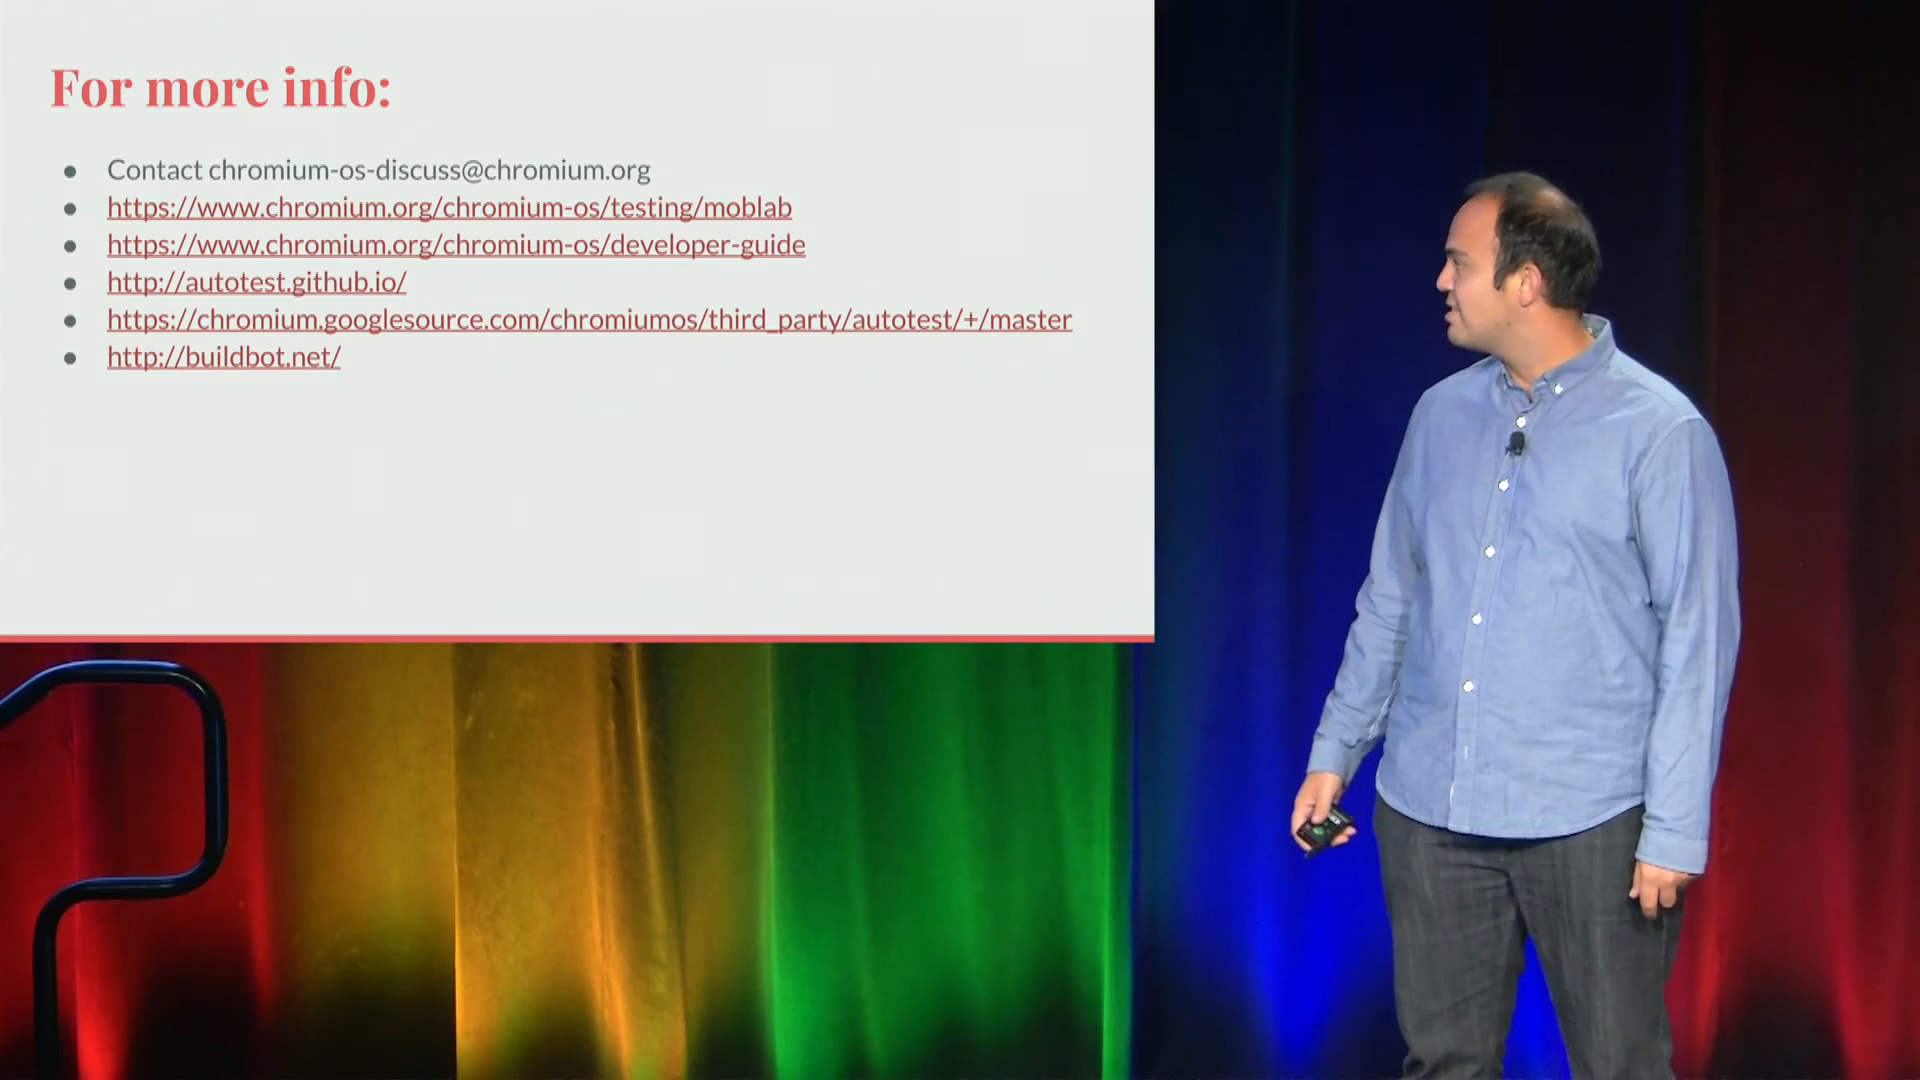 For more info:
Contact chromium-os-discuss@chromium.org
https://www.chromium.org/chromium-os/testing/moblab
https://www.chromium.org/chromium-os/developer-guide
http://autotest.github.io/
https://chromium.googlesource.com/chromiumos/third_party/autotest/+/master
http://buildbot.net/